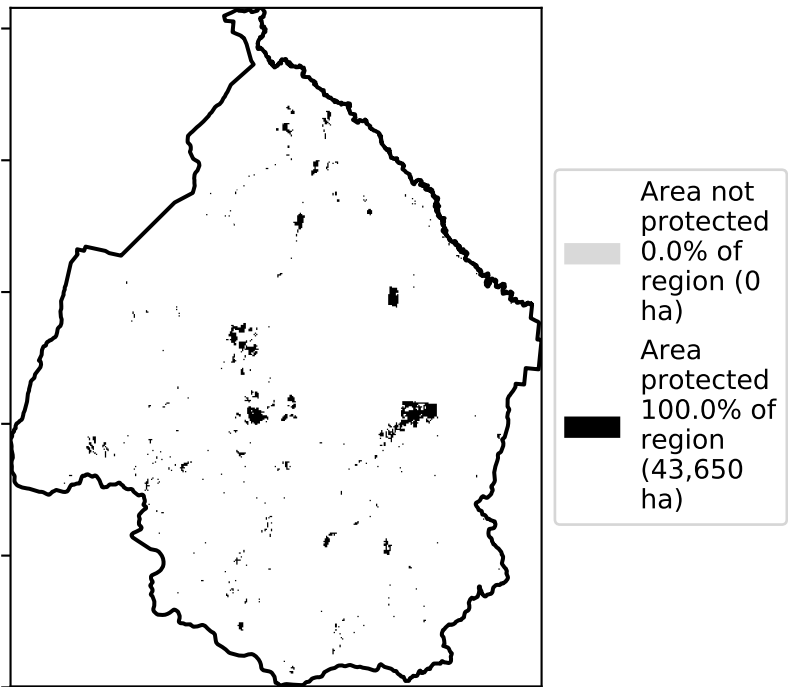 Area not
protected
0.0% of
region (0
ha)
Area
protected
100.0% of
region
(43,650
ha)